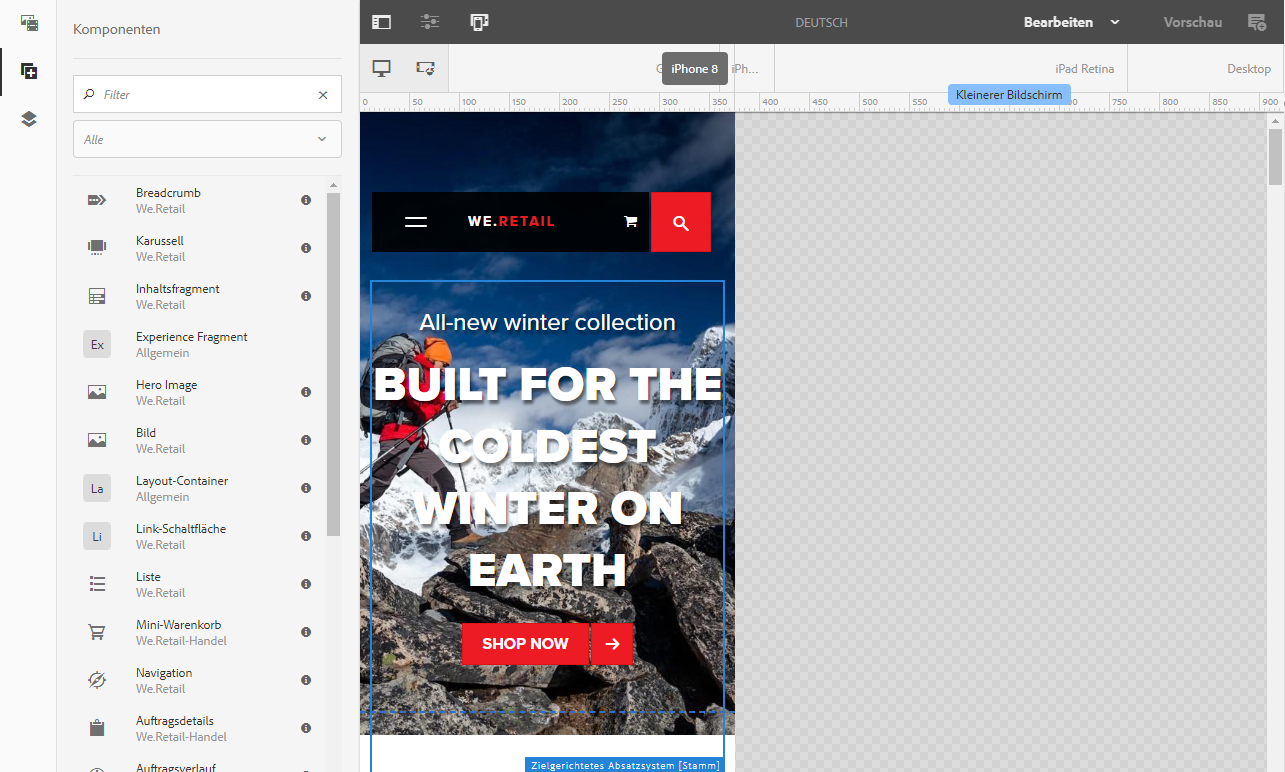 Komponenten
DEUTSCH
Bearbeiten
Vorschau
iPhone 8
iPh...
iPad Retina
Desktop
Kleinerer Bildschirm
0 50 100 150 200 250 300 350 400 450 500 550 750 800 850 900
Filter
Alle
Breadcrumb
We.Retail
Karussell
We.Retail
Inhaltsfragment
We.Retail
Ex
Experience Fragment
Allgemein
Hero Image
We.Retail
Bild
We.Retail
La
Layout-Container
Allgemein
Li
Link-Schaltfläche
We.Retail
Liste
We.Retail
Mini-Warenkorb
We.Retail-Handel
Navigation
We.Retail
Auftragsdetails
We.Retail-Handel
Auftragsverlauf
WE.RETAIL
All-new winter collection
BUILT FOR THE
COLDEST
WINTER ON
EARTH
SHOP NOW
Zielgerichtetes Absatzsystem [Stamm]